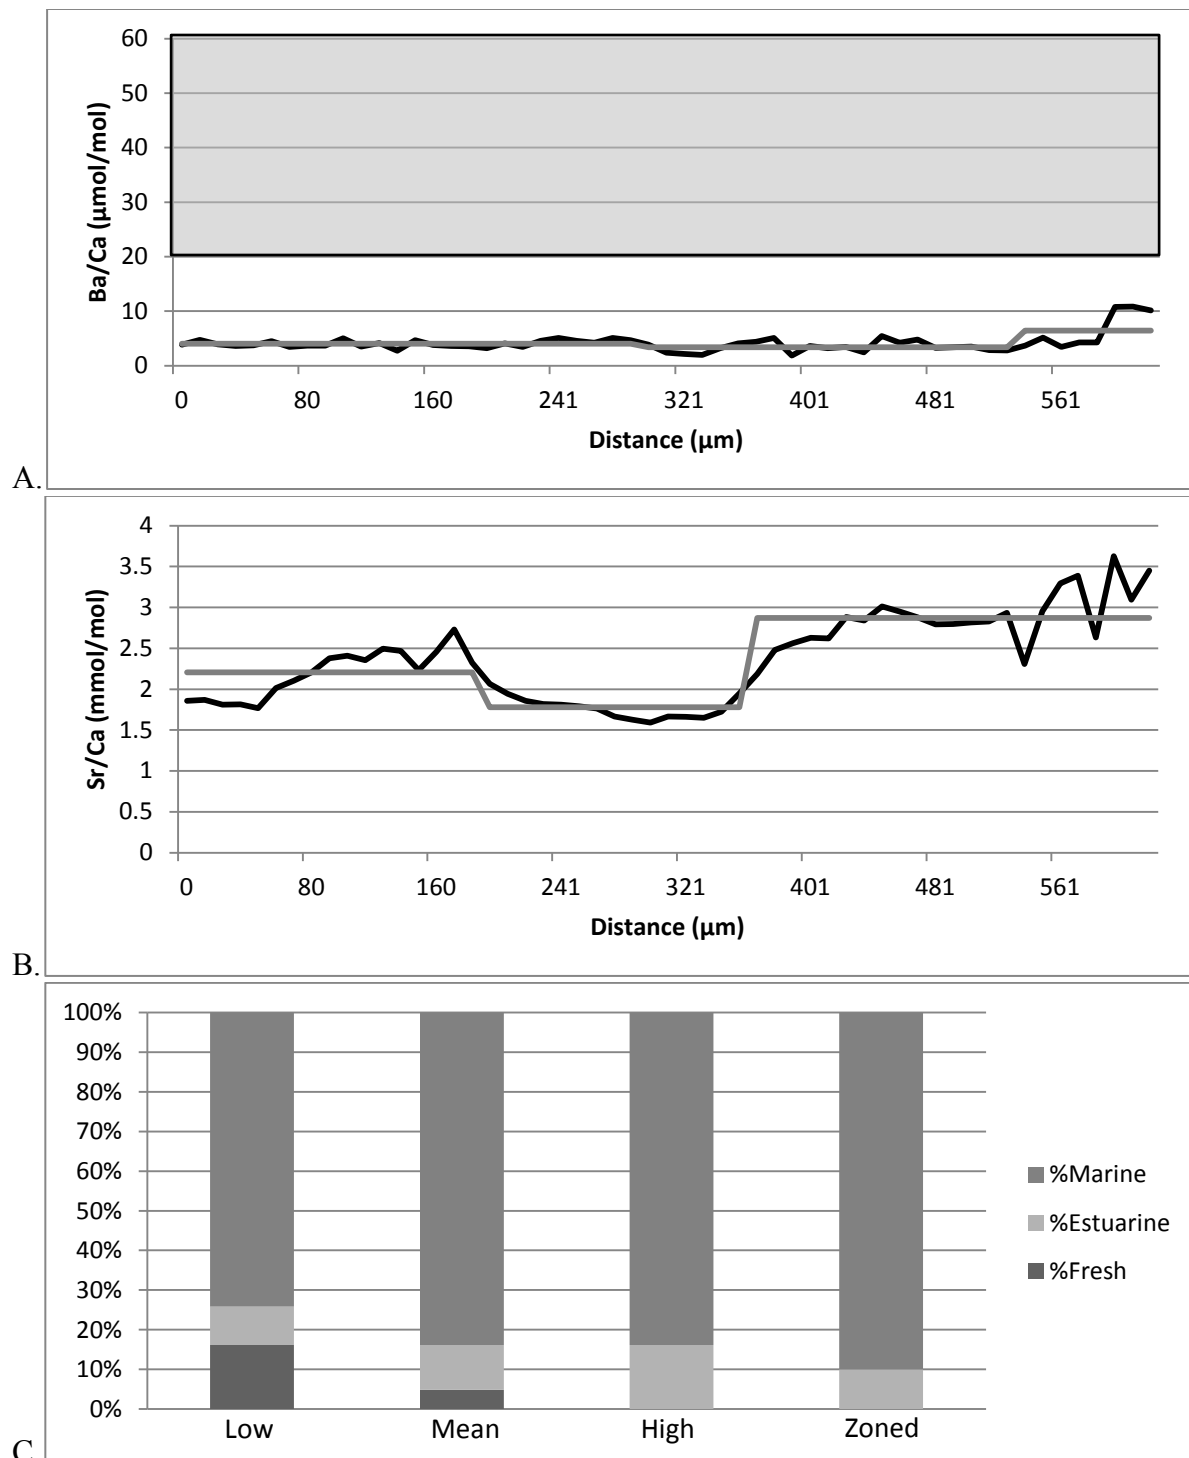 60
50
40
30
20
10
0
Ba/Ca (µmol/mol)
0 80 160 241 321 401 481 561
Distance (µm)
A.
4
3.5
3
2.5
2
1.5
1
0.5
0
Sr/Ca (mmol/mol)
0 80 160 241 321 401 481 561
Distance (µm)
B.
100%
90%
80%
70%
60%
50%
40%
30%
20%
10%
0%
Low Mean High Zoned
%Marine
%Estuarine
%Fresh
C